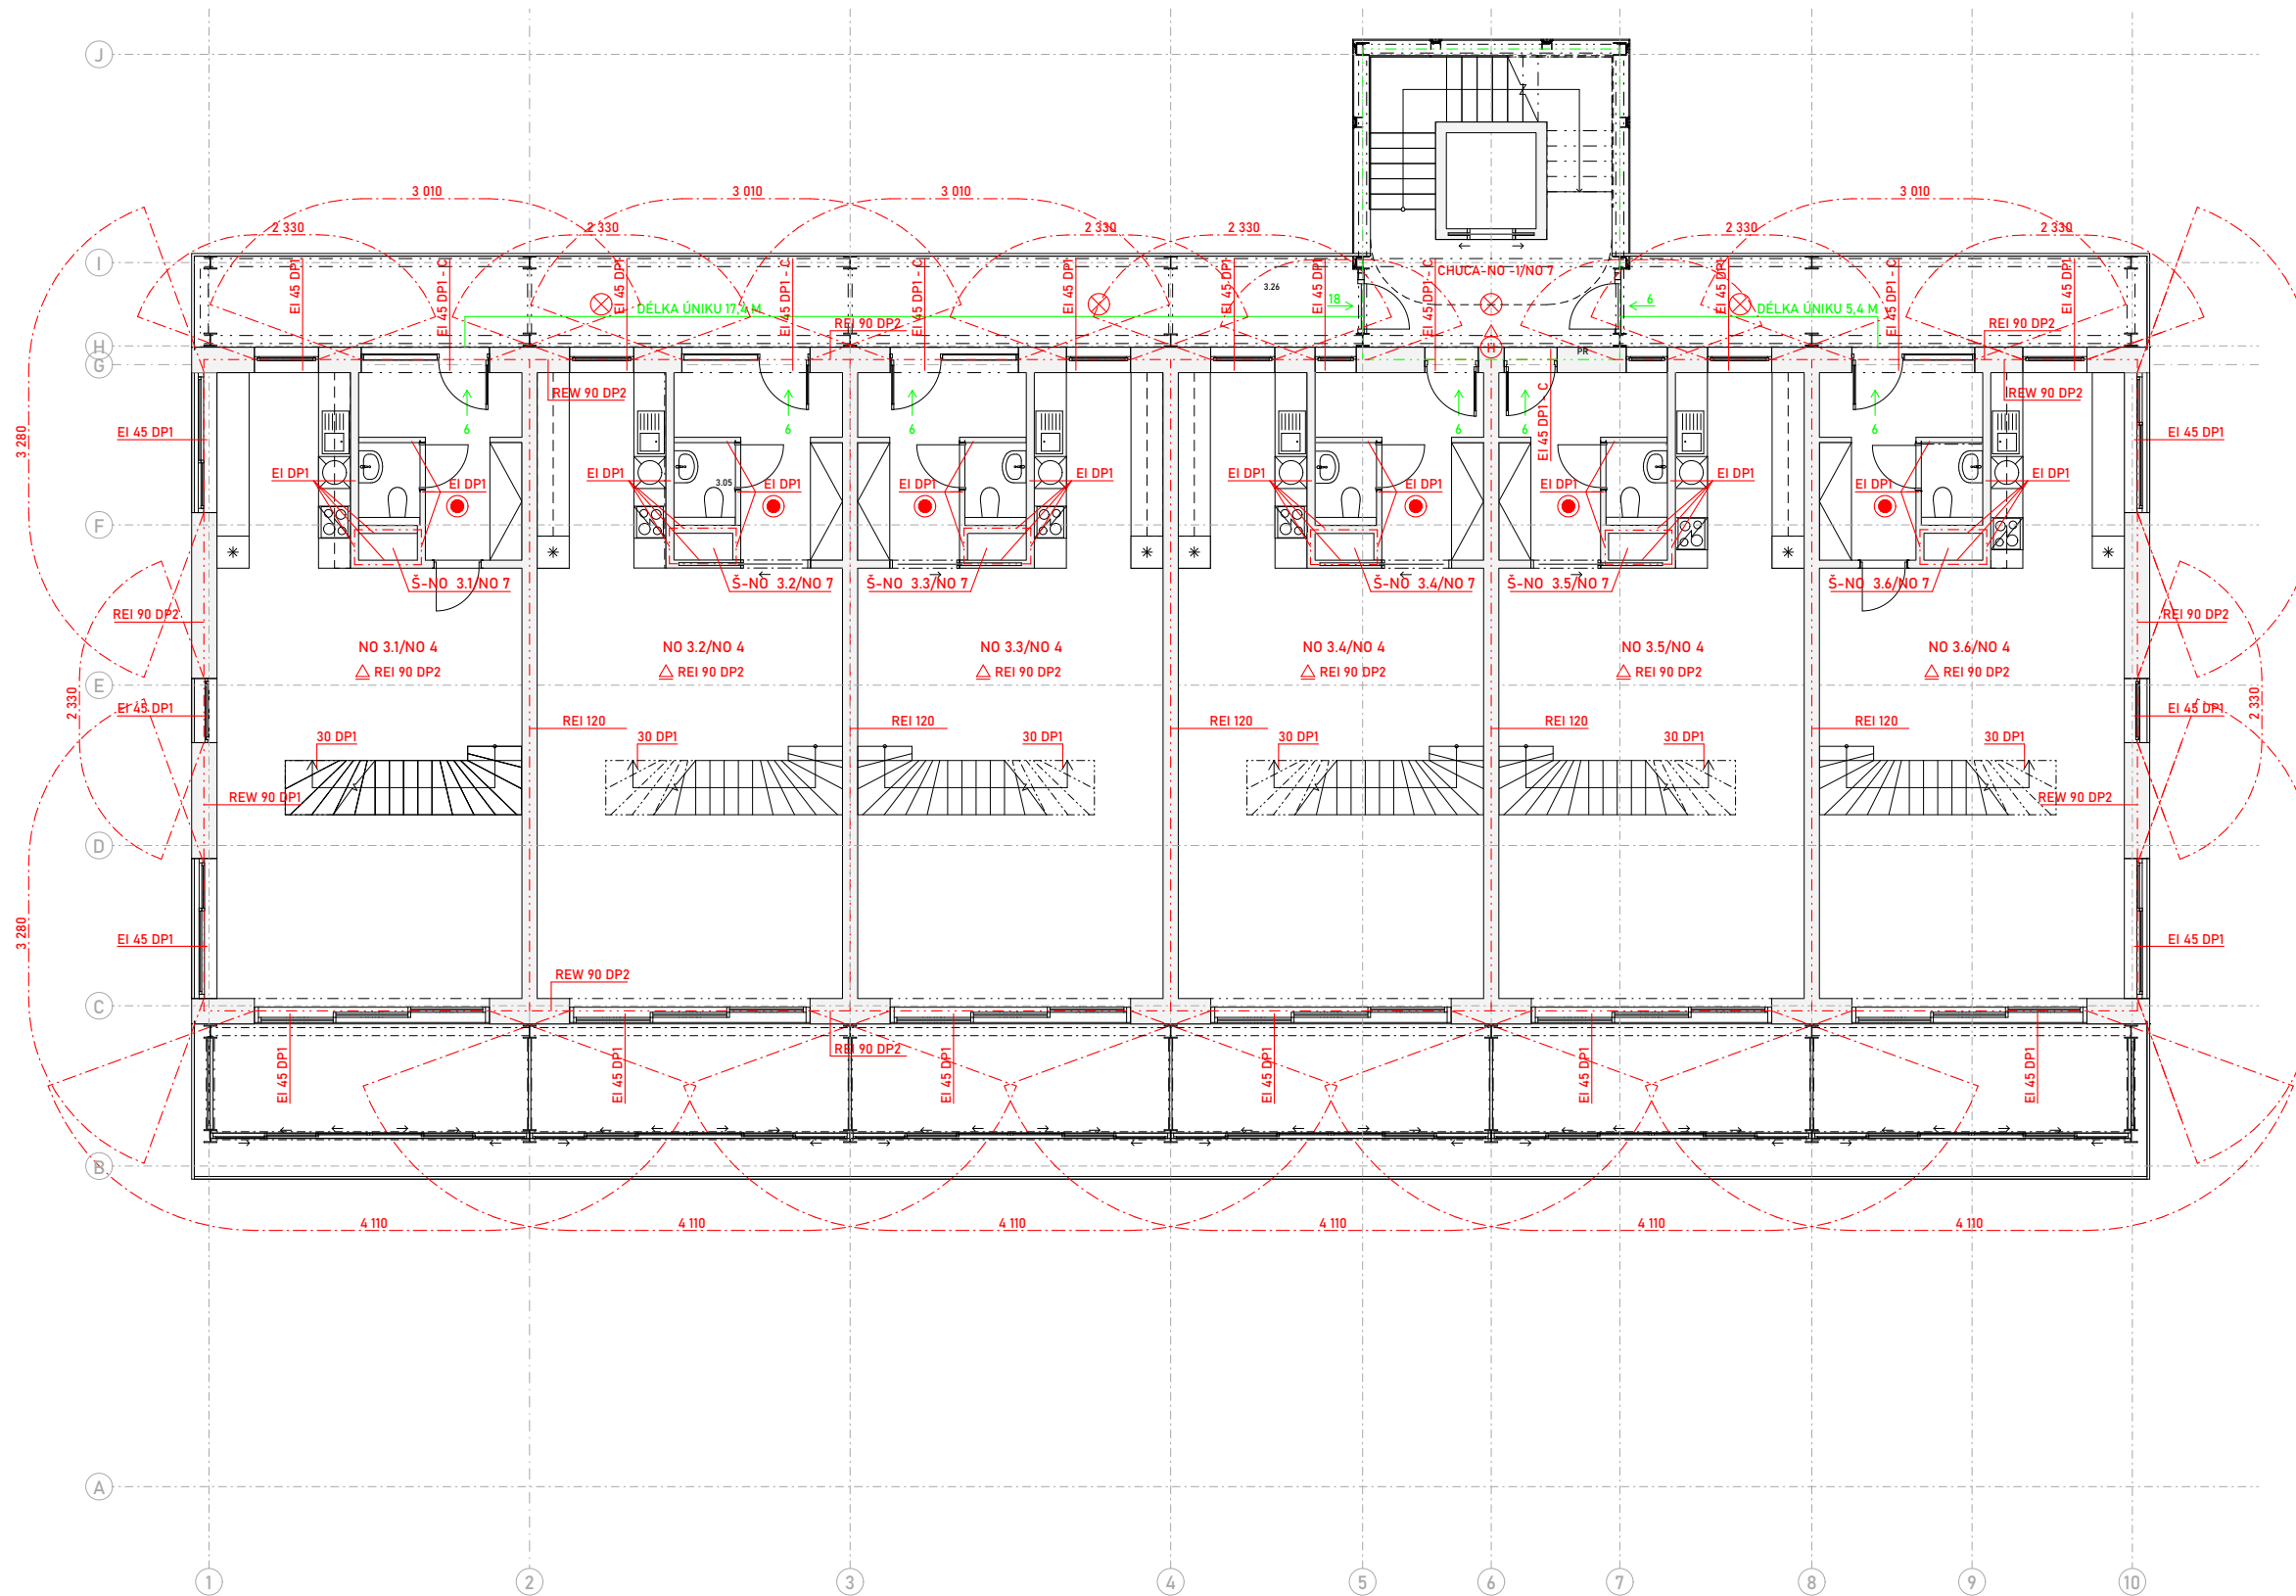 J
3 010
3 010
3 010
3 010
2 330
2 330
2 330
2 330
2 330
2 330
I
CHÚCA-NO -1/NO 7
EI 45 DP1
EI 45 DP1 - C
EI 45 DP1
EI 45 DP1 - C
EI 45 DP1 - C
EI 45 DP1
EI 45 DP1
EI 45 DP1
EI 45 DP1 - C
EI 45 DP1
EI 45 DP1 - C
EI 45 DP1
3.26
18
6
DÉLKA ÚNIKU 17,4 M
DÉLKA ÚNIKU 5,4 M
REI 90 DP2
REI 90 DP2
H
H
PR
G
REW 90 DP2
REW 90 DP2
EI 45 DP1 - C
6
6
6
6
6
6
EI 45 DP1
EI 45 DP1
3 280
EI DP1
EI DP1
EI DP1
EI DP1
EI DP1
EI DP1
3.05
EI DP1
EI DP1
EI DP1
EI DP1
EI DP1
EI DP1
F
Š-NO 3.1/NO 7
Š-NO 3.2/NO 7
Š-NO 3.3/NO 7
Š-NO 3.4/NO 7
Š-NO 3.5/NO 7
Š-NO 3.6/NO 7
REI 90 DP2
REI 90 DP2
NO 3.1/NO 4
NO 3.2/NO 4
NO 3.3/NO 4
NO 3.4/NO 4
NO 3.5/NO 4
NO 3.6/NO 4
REI 90 DP2
REI 90 DP2
REI 90 DP2
REI 90 DP2
REI 90 DP2
REI 90 DP2
E
2 330
2 330
EI 45 DP1
EI 45 DP1
REI 120
REI 120
REI 120
REI 120
REI 120
30 DP1
30 DP1
30 DP1
30 DP1
30 DP1
30 DP1
REW 90 DP1
REW 90 DP2
D
3 280
EI 45 DP1
EI 45 DP1
REW 90 DP2
C
REI 90 DP2
EI 45 DP1
EI 45 DP1
EI 45 DP1
EI 45 DP1
EI 45 DP1
EI 45 DP1
B
4 110
4 110
4 110
4 110
4 110
4 110
A
1
2
3
4
5
6
7
8
9
10